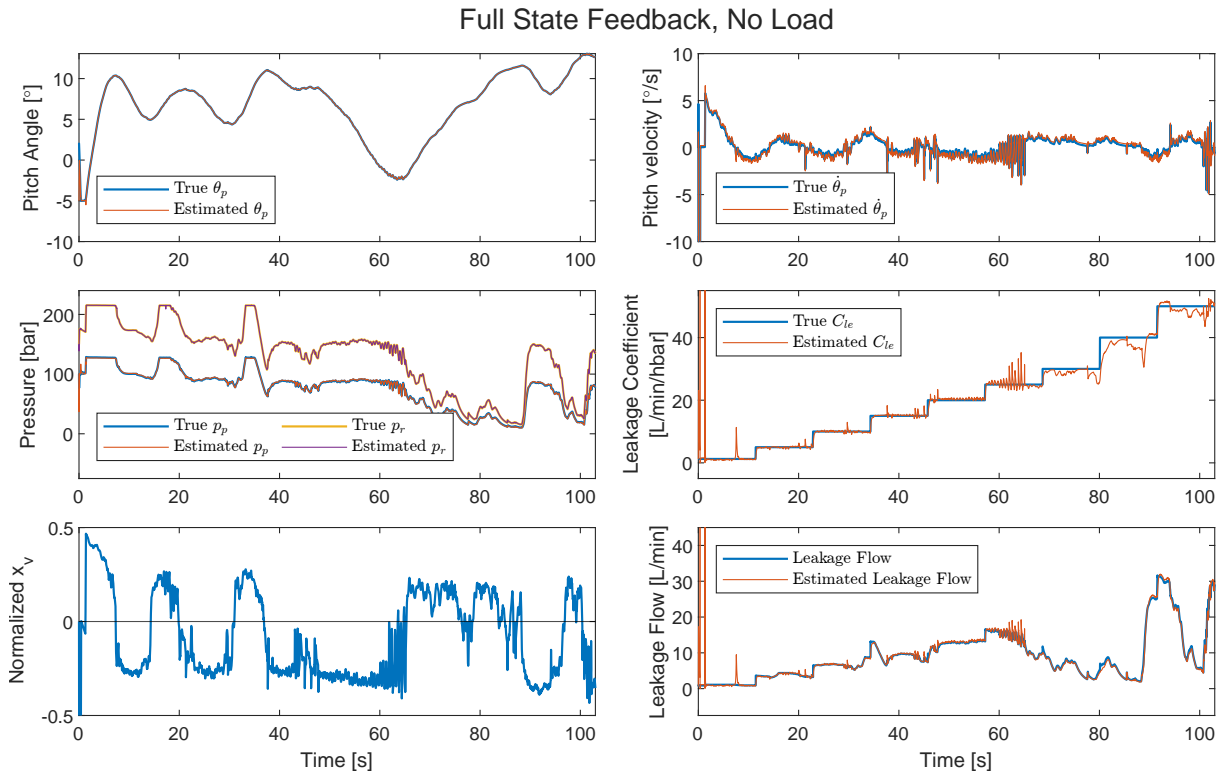 Full State Feedback, No Load
Pitch Angle [°]
10
5
0
-5
-10
True θp
Estimated θp
0 20 40 60 80 100
Pitch velocity [°/s]
10
5
0
-5
-10
True θ̇p
Estimated θ̇p
0 20 40 60 80 100
Pressure [bar]
200
100
0
True pp True pr
Estimated pp Estimated pr
0 20 40 60 80 100
Leakage Coefficient
[L/min/hbar]
40
20
0
True Cle
Estimated Cle
0 20 40 60 80 100
Normalized xv
0.5
0
-0.5
0 20 40 60 80 100
Time [s]
Leakage Flow [L/min]
40
30
20
10
0
Leakage Flow
Estimated Leakage Flow
0 20 40 60 80 100
Time [s]